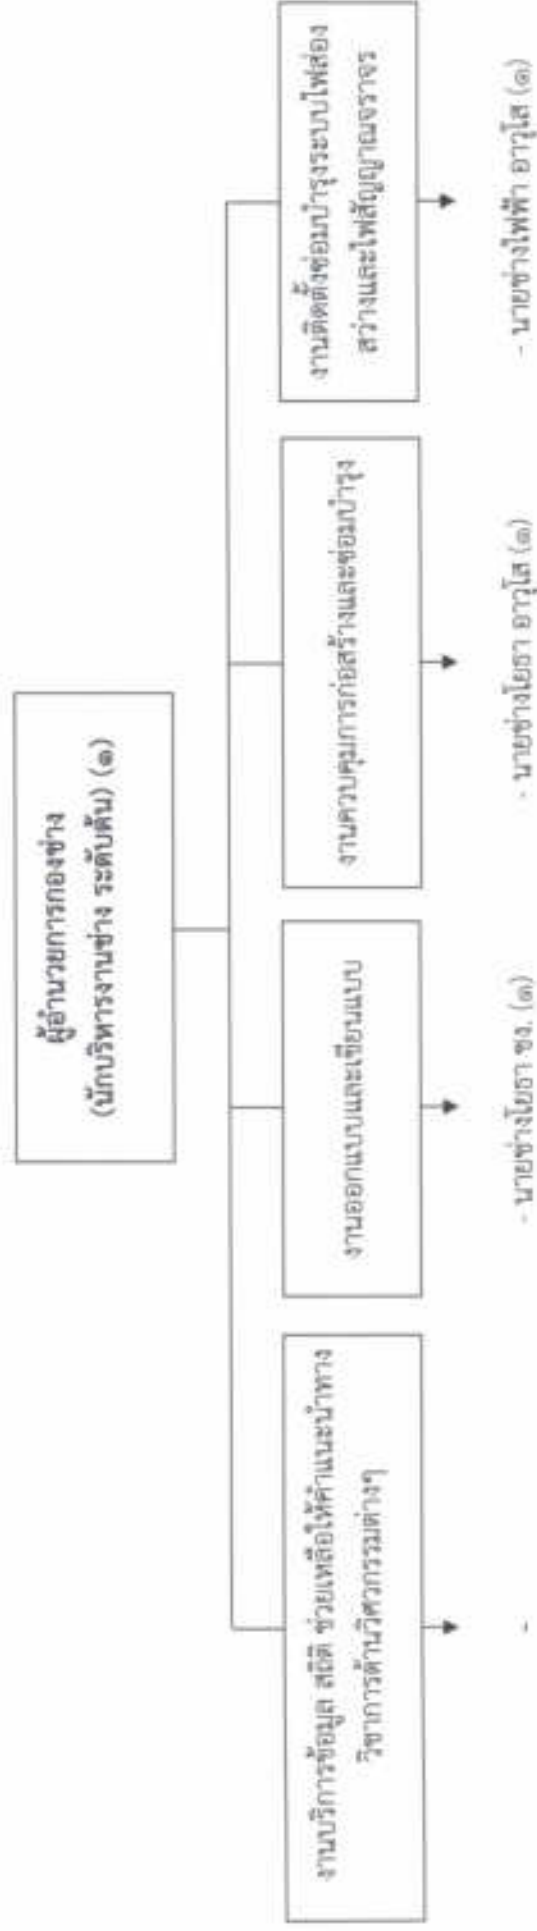 ผู้อำนวยการกองช่าง
(นักบริหารงานช่าง ระดับต้น) (๑)
งานบริการข้อมูล สถิติ ช่วยเหลือให้คำแนะนำทาง
วิชาการด้านวิศวกรรมต่างๆ
งานออกแบบและเขียนแบบ
งานควบคุมการก่อสร้างและซ่อมบำรุง
งานติดตั้งซ่อมบำรุงระบบไฟส่อง
สว่างและไฟสัญญาณจราจร
-
- นายช่างโยธา ชง. (๑)
- นายช่างโยธา อาวุโส (๑)
- นายช่างไฟฟ้า อาวุโส (๑)